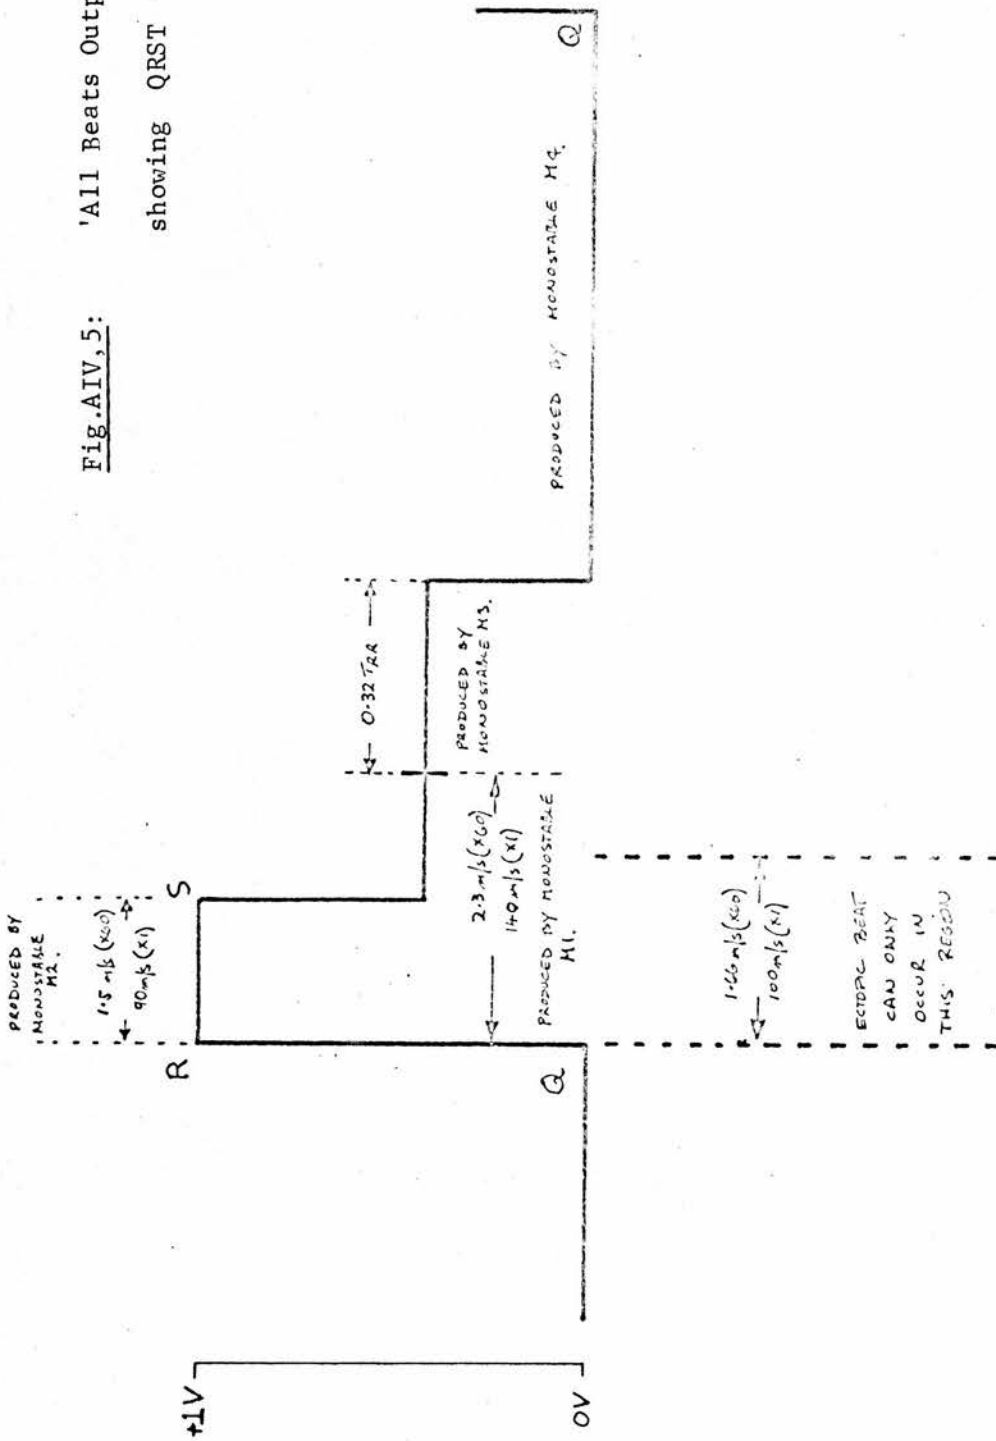 Fig.AIV,5: 'All Beats Outp
showing QRST
PRODUCED BY
MONOSTABLE
M2.
1.5 m/s (x60)
90m/s (x1)
R
S
+1V
0V
0.32 TRR
PRODUCED BY
MONOSTABLE M3.
2.3 m/s (x60)
140 m/s (x1)
PRODUCED BY MONOSTABLE
M1.
Q
PRODUCED BY MONOSTABLE M4.
Q
1.66 m/s (x60)
100 m/s (x1)
ECTOPIC BEAT
CAN ONLY
OCCUR IN
THIS REGION